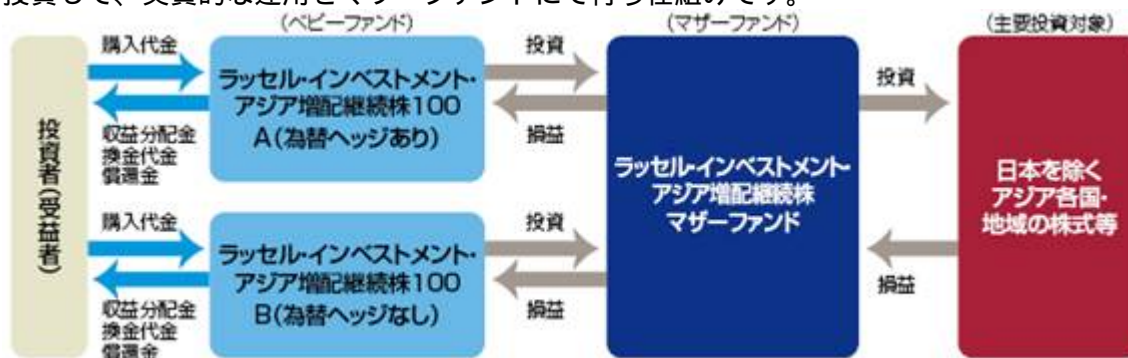 投資して、実質的な運用をマザーファンドにて行う仕組みです。
(ベビーファンド)
(マザーファンド)
(主要投資対象)
投資者(受益者)
購入代金
収益分配金
換金代金
償還金
ラッセル・インベストメント・
アジア増配継続株100
A(為替ヘッジあり)
投資
損益
購入代金
収益分配金
換金代金
償還金
ラッセル・インベストメント・
アジア増配継続株100
B(為替ヘッジなし)
投資
損益
ラッセル・インベストメント・
アジア増配継続株
マザーファンド
投資
損益
日本を除く
アジア各国・
地域の株式等